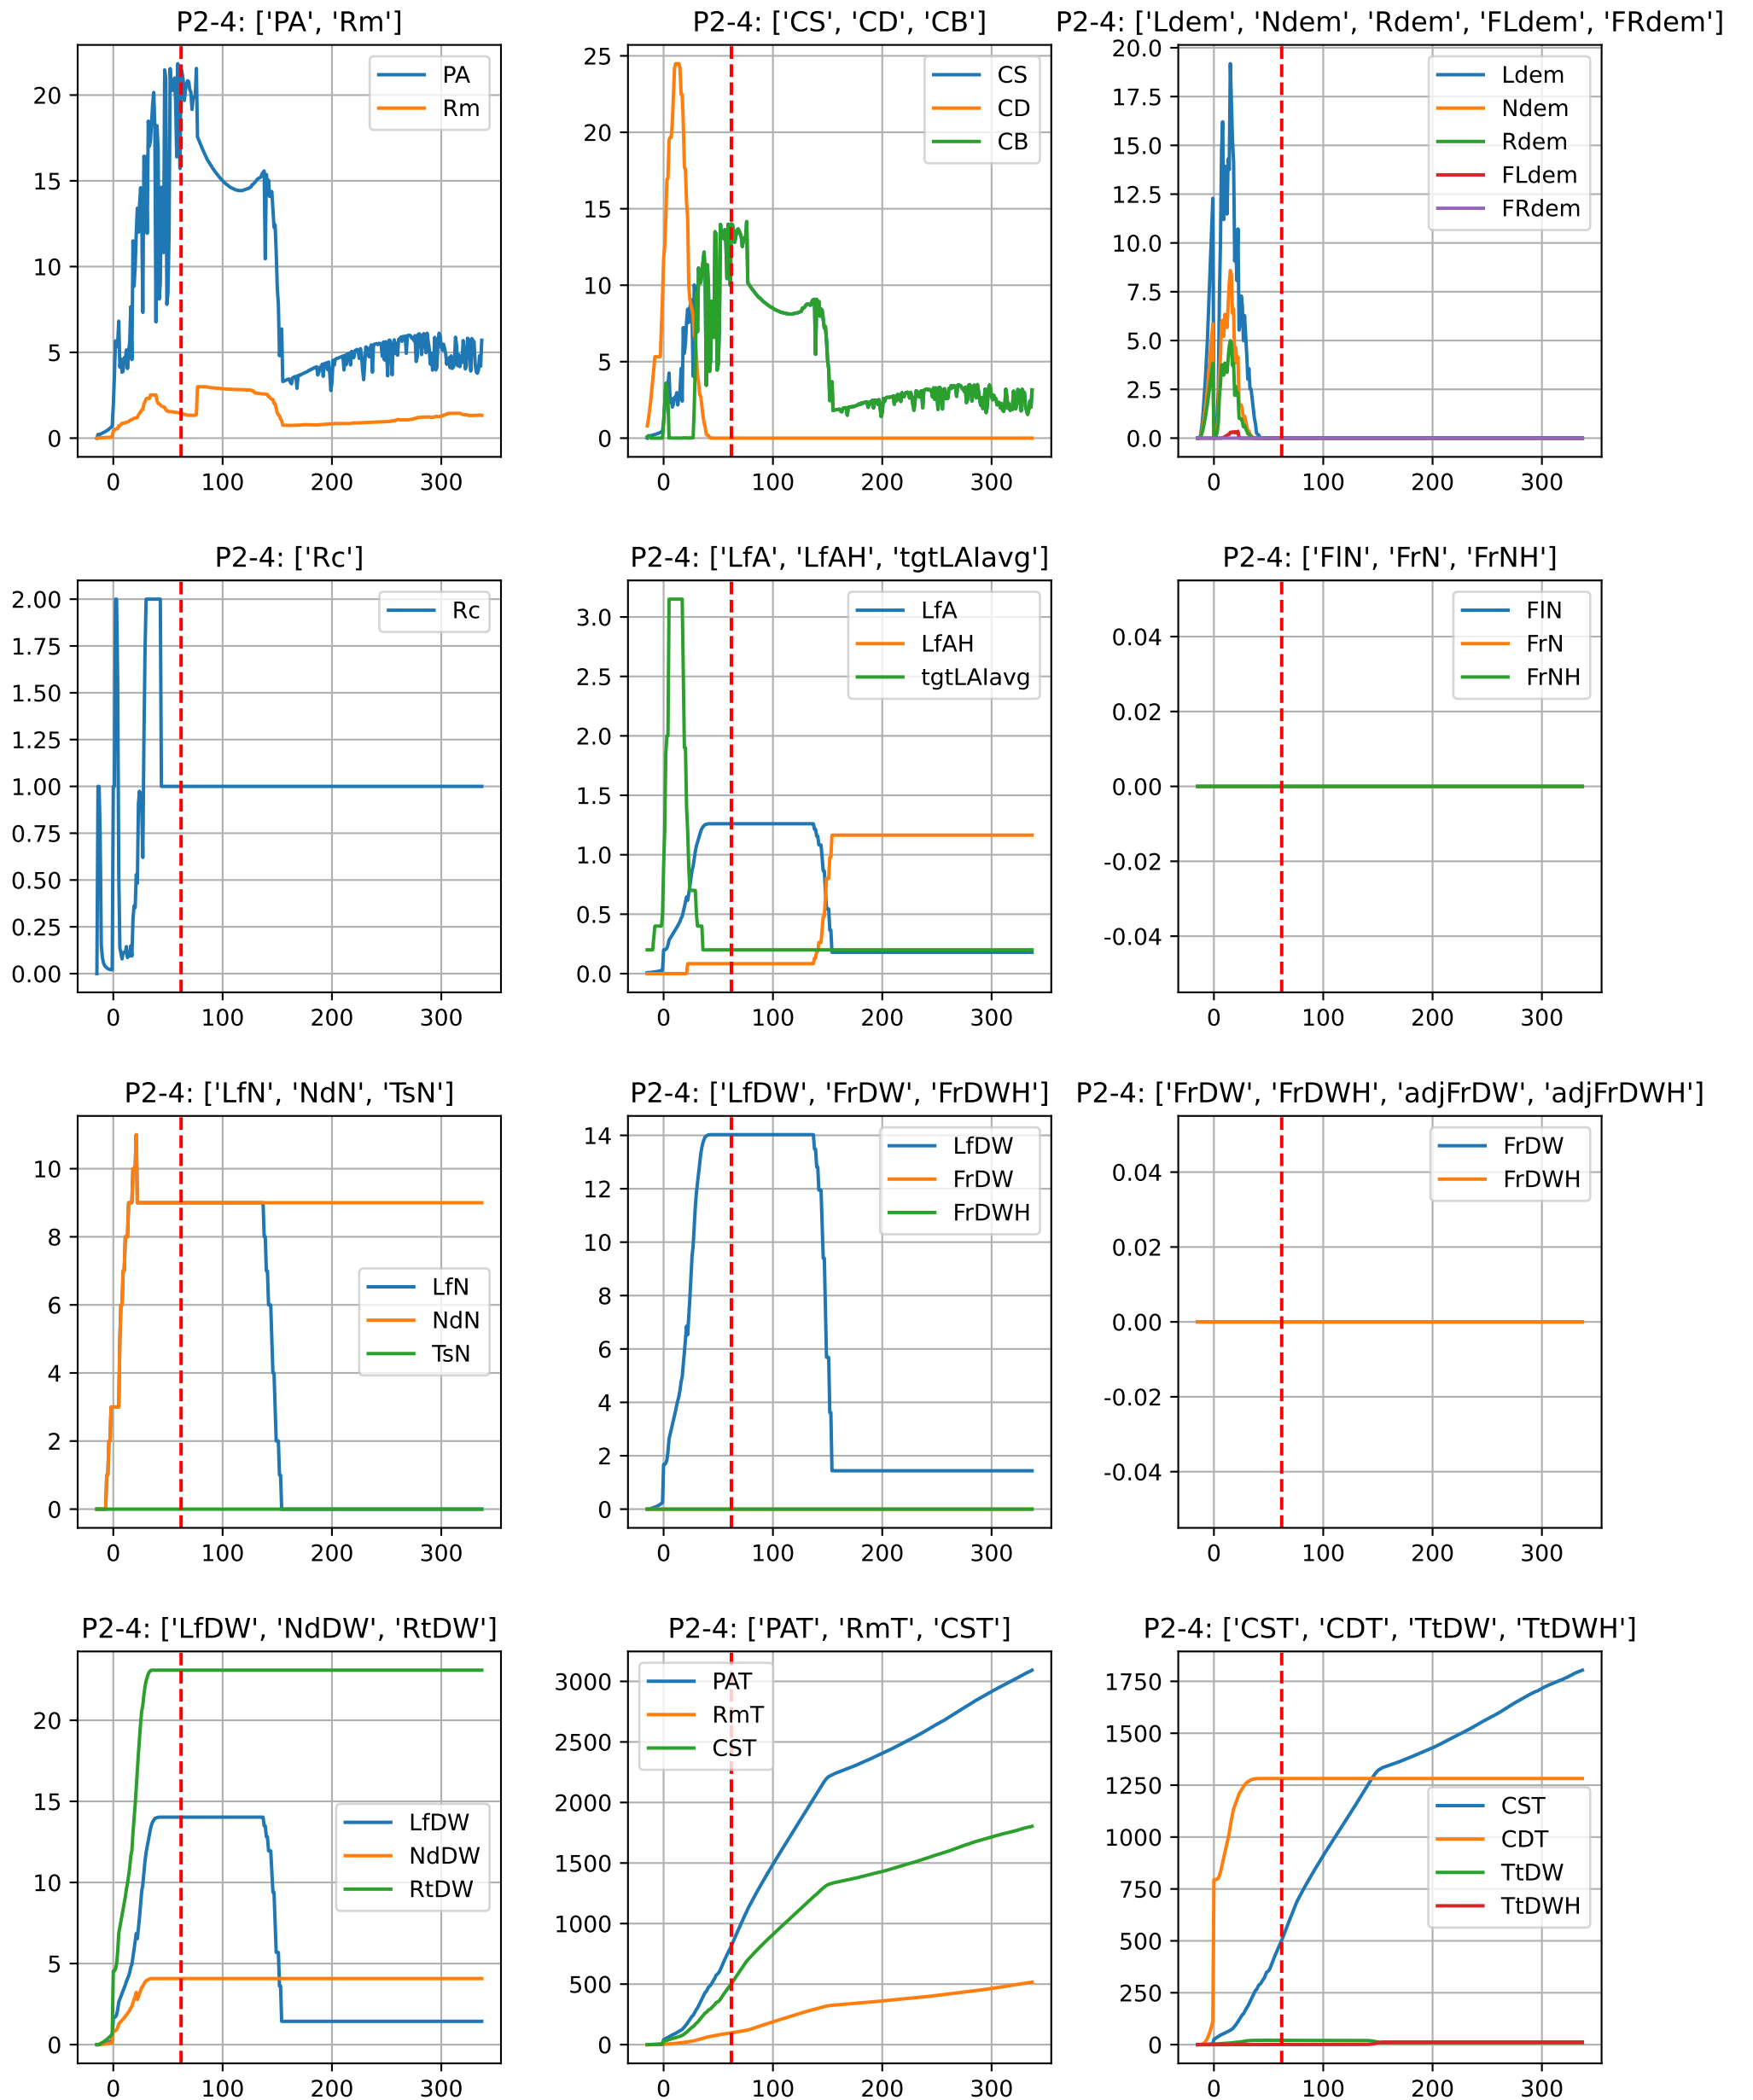 P2-4: ['PA', 'Rm']
PA
Rm
0
5
10
15
20
0 100 200 300
P2-4: ['CS', 'CD', 'CB']
CS
CD
CB
0
5
10
15
20
25
0 100 200 300
P2-4: ['Ldem', 'Ndem', 'Rdem', 'FLdem', 'FRdem']
Ldem
Ndem
Rdem
FLdem
FRdem
0.0
2.5
5.0
7.5
10.0
12.5
15.0
17.5
20.0
0 100 200 300
P2-4: ['Rc']
Rc
0.00
0.25
0.50
0.75
1.00
1.25
1.50
1.75
2.00
0 100 200 300
P2-4: ['LfA', 'LfAH', 'tgtLAIavg']
LfA
LfAH
tgtLAIavg
0.0
0.5
1.0
1.5
2.0
2.5
3.0
0 100 200 300
P2-4: ['FlN', 'FrN', 'FrNH']
FlN
FrN
FrNH
-0.04
-0.02
0.00
0.02
0.04
0 100 200 300
P2-4: ['LfN', 'NdN', 'TsN']
LfN
NdN
TsN
0
2
4
6
8
10
0 100 200 300
P2-4: ['LfDW', 'FrDW', 'FrDWH']
LfDW
FrDW
FrDWH
0
2
4
6
8
10
12
14
0 100 200 300
P2-4: ['FrDW', 'FrDWH', 'adjFrDW', 'adjFrDWH']
FrDW
FrDWH
-0.04
-0.02
0.00
0.02
0.04
0 100 200 300
P2-4: ['LfDW', 'NdDW', 'RtDW']
LfDW
NdDW
RtDW
0
5
10
15
20
0 100 200 300
P2-4: ['PAT', 'RmT', 'CST']
PAT
RmT
CST
0
500
1000
1500
2000
2500
3000
0 100 200 300
P2-4: ['CST', 'CDT', 'TtDW', 'TtDWH']
CST
CDT
TtDW
TtDWH
0
250
500
750
1000
1250
1500
1750
0 100 200 300